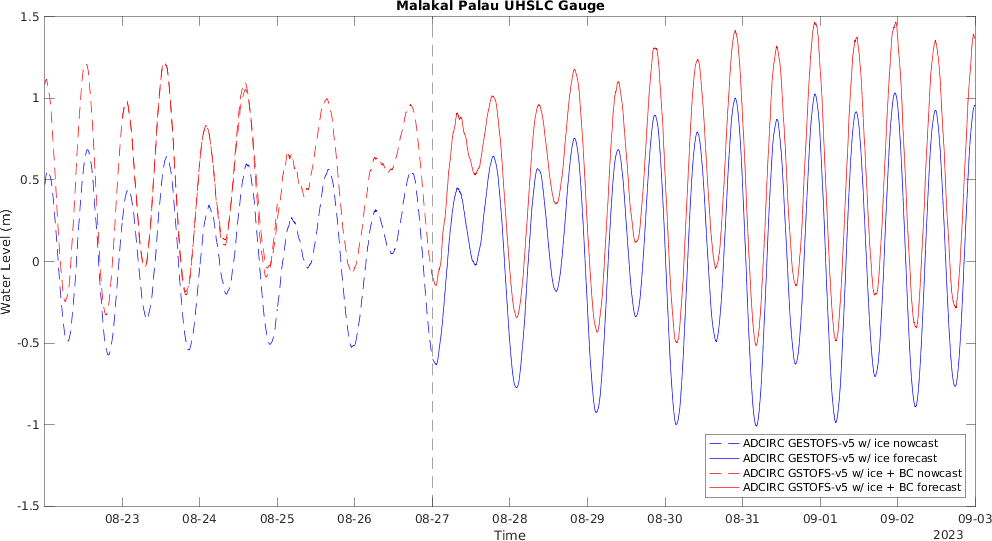 Malakal Palau UHSLC Gauge
1.5
1
0.5
0
-0.5
-1
-1.5
Water Level (m)
ADCIRC GESTOFS-v5 w/ ice nowcast
ADCIRC GESTOFS-v5 w/ ice forecast
ADCIRC GSTOFS-v5 w/ ice + BC nowcast
ADCIRC GSTOFS-v5 w/ ice + BC forecast
08-23 08-24 08-25 08-26 08-27 08-28 08-29 08-30 08-31 09-01 09-02 09-03
Time
2023